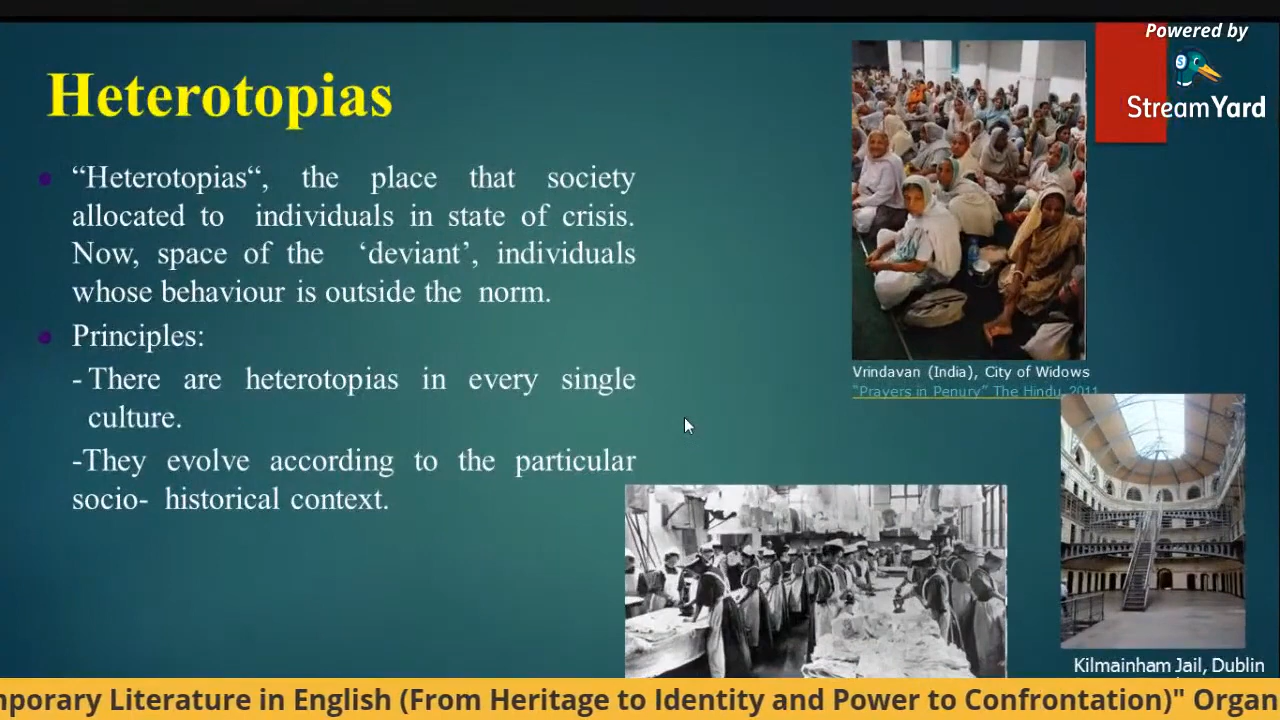 Powered by
StreamYard
Heterotopias
“Heterotopias“, the place that society
allocated to individuals in state of crisis.
Now, space of the ‘deviant’, individuals
whose behaviour is outside the norm.
Principles:
- There are heterotopias in every single
culture.
-They evolve according to the particular
socio- historical context.
Vrindavan (India), City of Widows
“Prayers in Penury” The Hindu, 2011
Kilmainham Jail, Dublin
mporary Literature in English (From Heritage to Identity and Power to Confrontation)" Organ